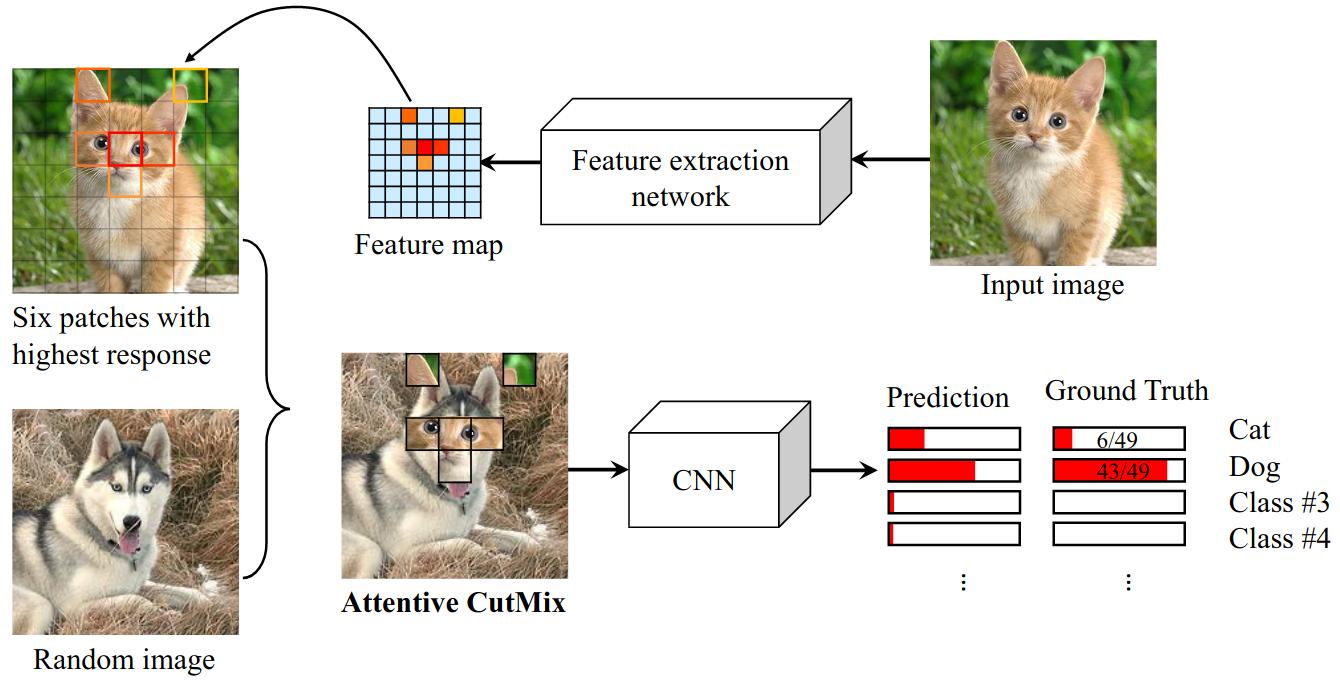 Feature extraction
network
Feature map
Input image
Six patches with
highest response
Random image
Attentive CutMix
CNN
Prediction
Ground Truth
6/49
Cat
43/49
Dog
Class #3
Class #4
⋮ ⋮